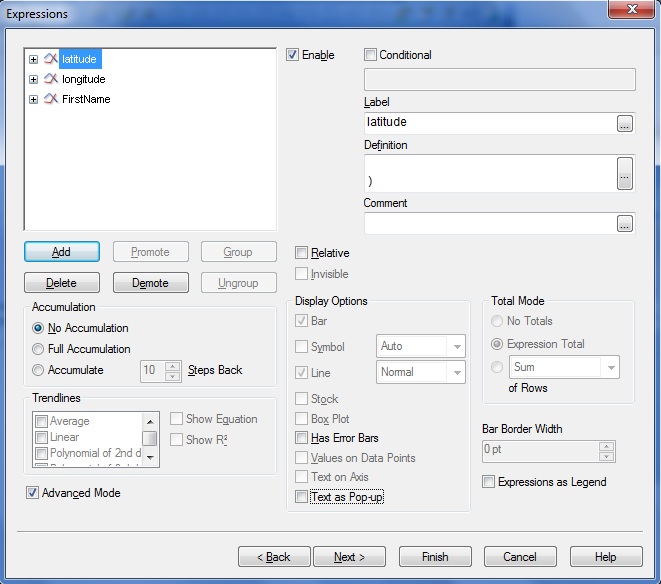 Expressions
latitude
longitude
FirstName
Enable
Conditional
Label
latitude
...
Definition
)
...
Comment
...
Add
Promote
Group
Delete
Demote
Ungroup
Relative
Invisible
Accumulation
No Accumulation
Full Accumulation
Accumulate
10
Steps Back
Display Options
Bar
Symbol
Auto
Line
Normal
Stock
Box Plot
Has Error Bars
Values on Data Points
Text on Axis
Text as Pop-up
Total Mode
No Totals
Expression Total
Sum
of Rows
Trendlines
Average
Linear
Polynomial of 2nd d
Show Equation
Show R²
Bar Border Width
0 pt
Expressions as Legend
Advanced Mode
< Back
Next >
Finish
Cancel
Help